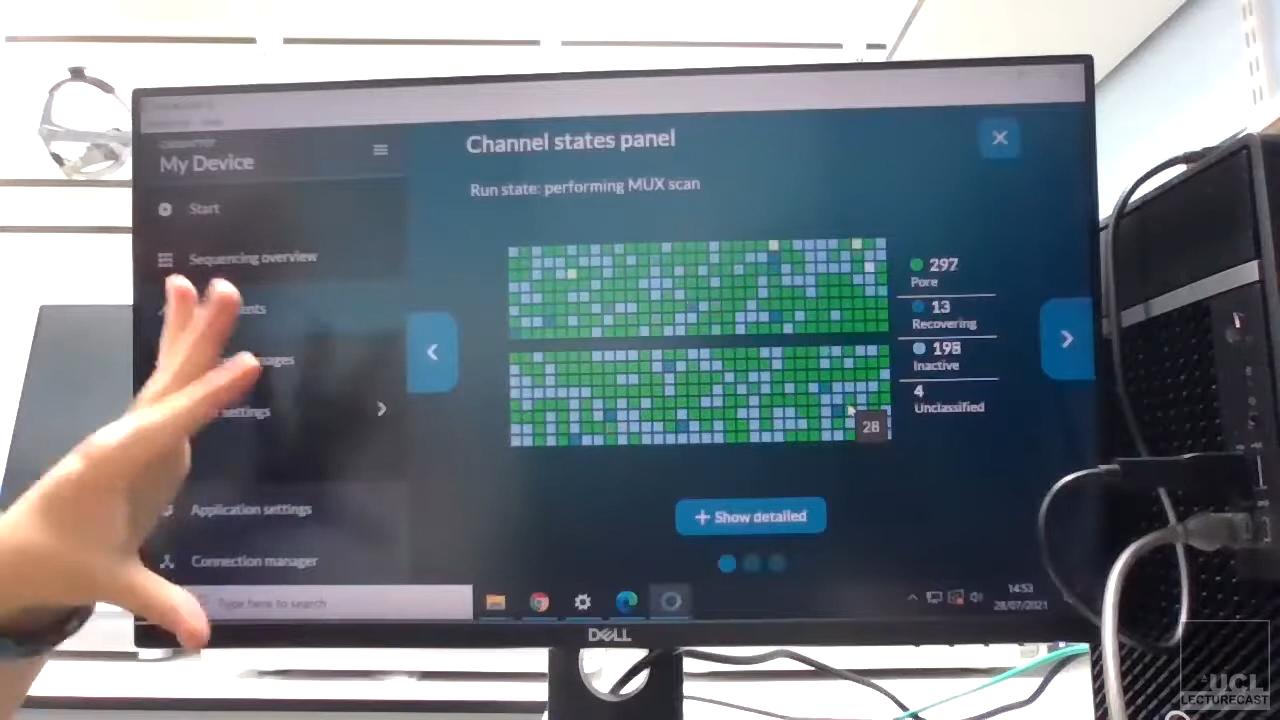 Channel states panel
My Device
Run state: performing MUX scan
Start
Sequencing overview
297
Pore
13
Recovering
198
Inactive
4
Unclassified
28
settings
Application settings
+ Show detailed
Connection manager
Type here to search
14:53
28/07/2021
DELL
UCL
LECTURECAST